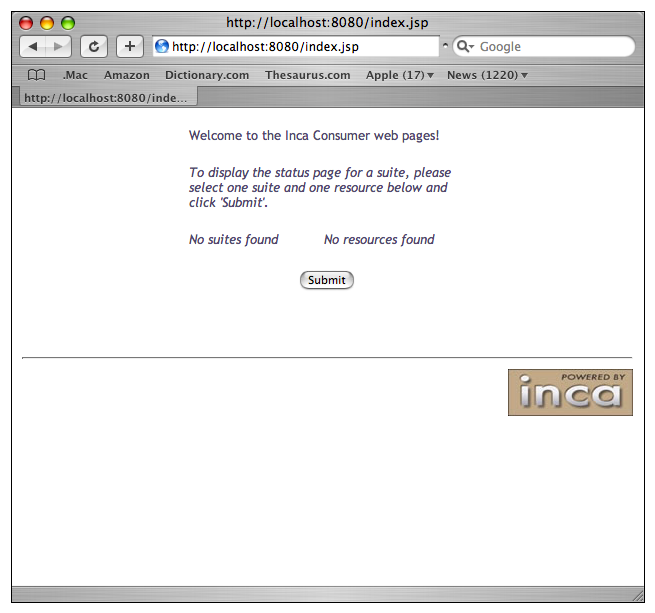 http://localhost:8080/index.jsp
http://localhost:8080/index.jsp
Google
.Mac Amazon Dictionary.com Thesaurus.com Apple (17) News (1220)
http://localhost:8080/inde...
Welcome to the Inca Consumer web pages!
To display the status page for a suite, please
select one suite and one resource below and
click 'Submit'.
No suites found No resources found
Submit
POWERED BY
inca